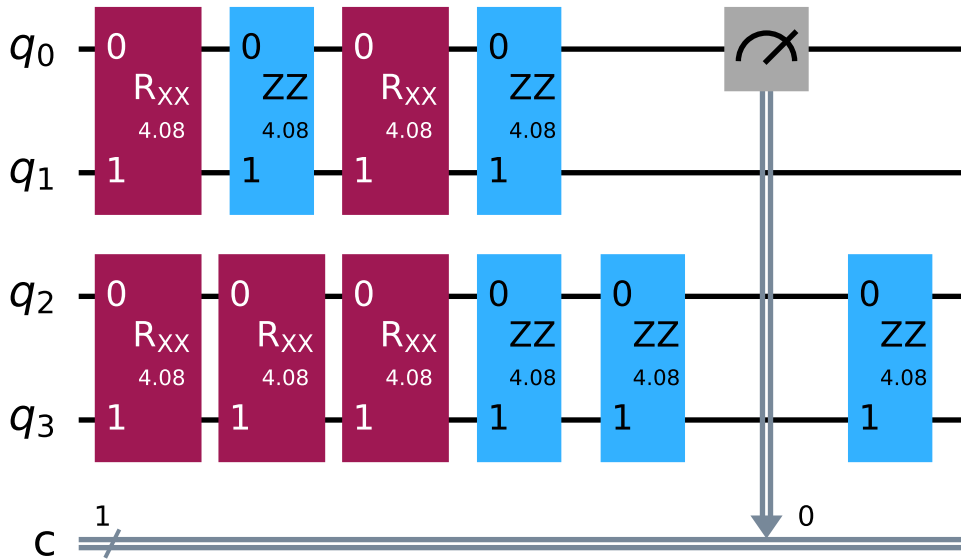 q0 0 0 0 0
RXX ZZ RXX ZZ
4.08 4.08 4.08 4.08
q1 1 1 1 1
q2 0 0 0 0 0 0
RXX RXX RXX ZZ ZZ ZZ
4.08 4.08 4.08 4.08 4.08 4.08
q3 1 1 1 1 1 1
1 0
c